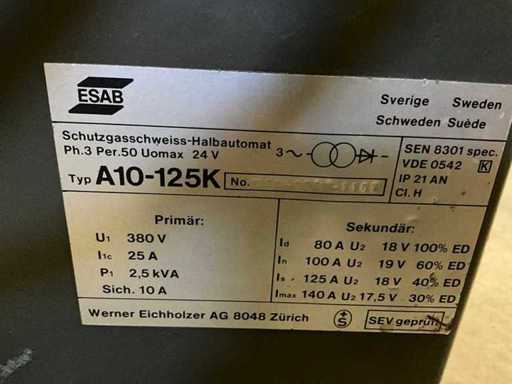 ESAB
Sverige Sweden
Schweden Suède
Schutzgasschweiss-Halbautomat
Ph.3 Per.50 Uomax 24 V
3~
SEN 8301 spec.
VDE 0542 K
IP 21 AN
Cl. H
Typ A10-125K No.
Primär:
U1 380 V
I1c 25 A
P1 2,5 kVA
Sich. 10 A
Sekundär:
Id 80 A U2 18 V 100% ED
In 100 A U2 19 V 60% ED
Is 125 A U2 18 V 40% ED
Imax 140 A U2 17,5 V 30% ED
Werner Eichholzer AG 8048 Zürich
+S
SEV geprüft